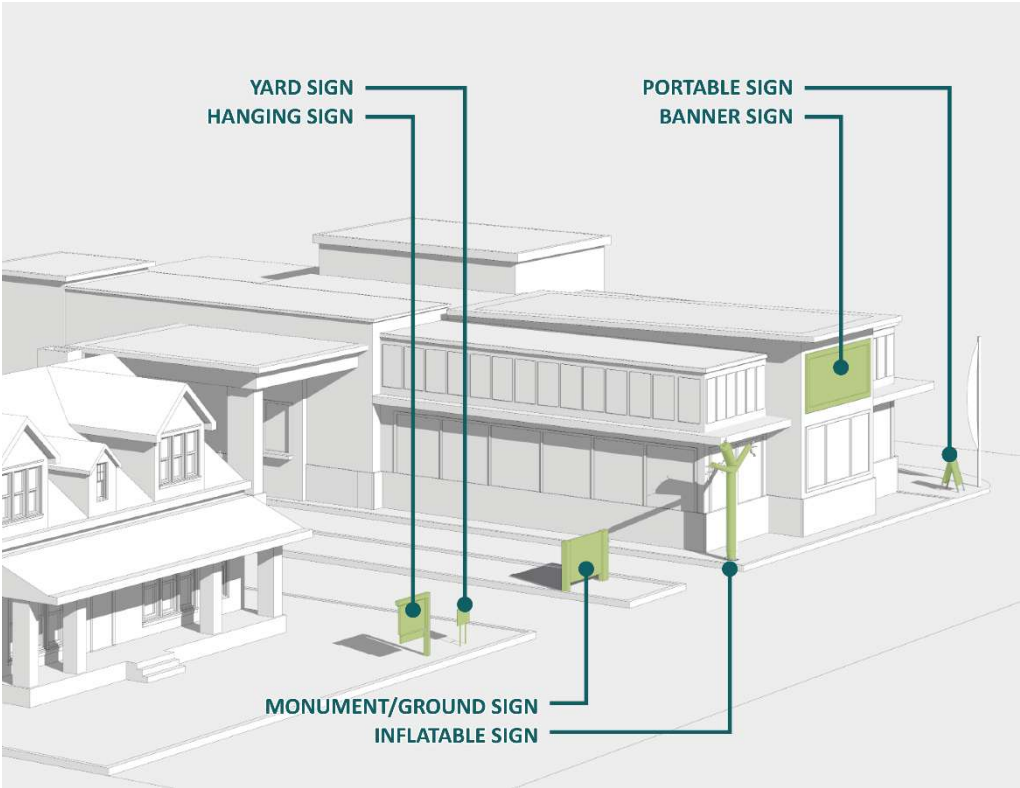 YARD SIGN
HANGING SIGN
PORTABLE SIGN
BANNER SIGN
MONUMENT/GROUND SIGN
INFLATABLE SIGN